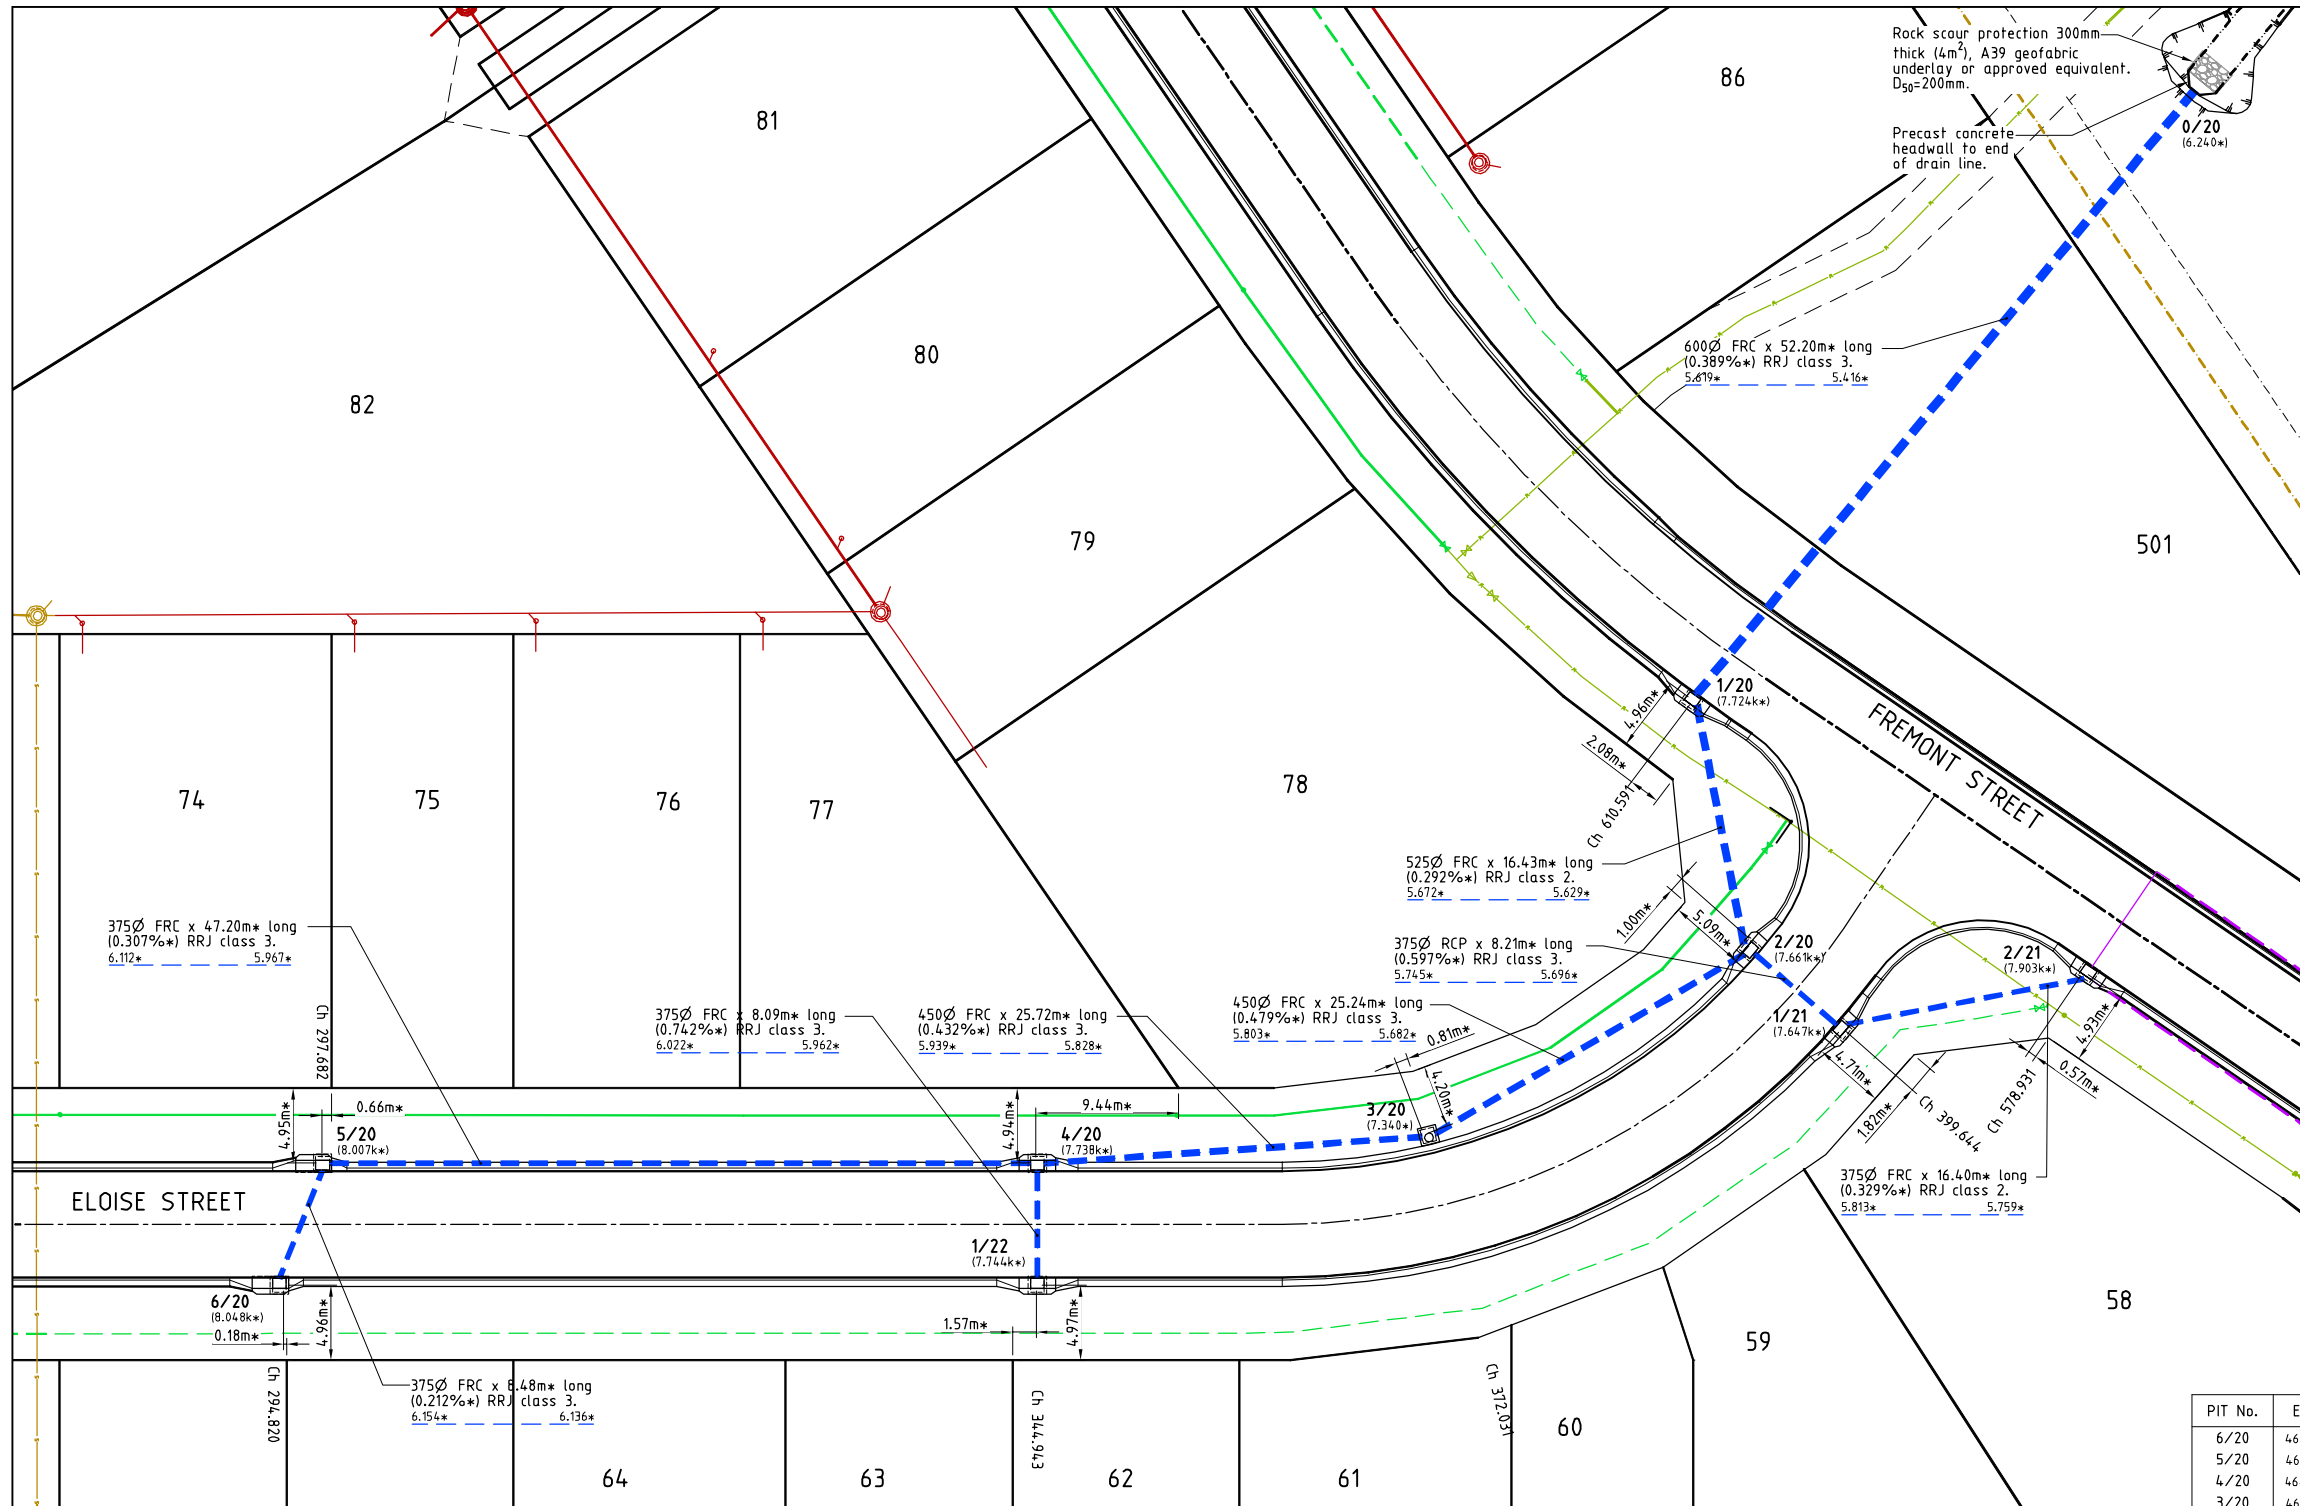 Rock scour protection 300mm
thick (4m²), A39 geofabric
underlay or approved equivalent.
D50=200mm.
Precast concrete
headwall to end
of drain line.
0/20
(6.240*)
86
81
80
82
79
501
600Ø FRC x 52.20m* long
(0.389%*) RRJ class 3.
5.619* 5.416*
1/20
(7.724k*)
4.96m*
2.08m*
Ch 610.591
FREMONT STREET
74
75
76
77
78
525Ø FRC x 16.43m* long
(0.292%*) RRJ class 2.
5.672* 5.629*
1.00m*
5.09m*
375Ø RCP x 8.21m* long
(0.597%*) RRJ class 3.
5.745* 5.696*
2/20
(7.661k*)
2/21
(7.903k*)
375Ø FRC x 47.20m* long
(0.307%*) RRJ class 3.
6.112* 5.967*
Ch 297.682
375Ø FRC x 8.09m* long
(0.742%*) RRJ class 3.
6.022* 5.962*
450Ø FRC x 25.72m* long
(0.432%*) RRJ class 3.
5.939* 5.828*
450Ø FRC x 25.24m* long
(0.479%*) RRJ class 3.
5.803* 5.682*
0.81m*
4.20m*
1/21
(7.647k*)
4.71m*
1.82m*
4.93m*
0.57m*
Ch 578.931
Ch 399.644
4.95m*
0.66m*
5/20
(8.007k*)
4.94m*
9.44m*
4/20
(7.738k*)
3/20
(7.340*)
375Ø FRC x 16.40m* long
(0.329%*) RRJ class 2.
5.813* 5.759*
ELOISE STREET
1/22
(7.744k*)
6/20
(8.048k*)
0.18m*
4.96m*
1.57m*
4.97m*
58
59
Ch 294.820
375Ø FRC x 8.48m* long
(0.212%*) RRJ class 3.
6.154* 6.136*
Ch 344.943
Ch 372.031
60
64
63
62
61
PIT No. E
6/20 46
5/20 46
4/20 46
3/20 46